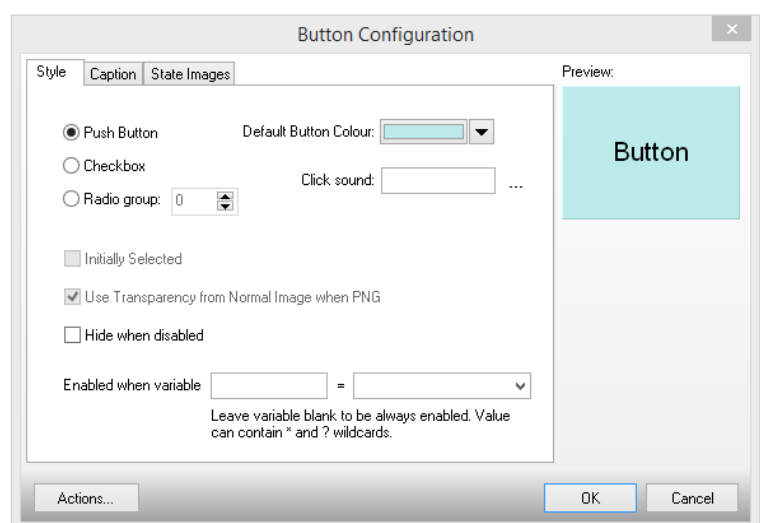 Button Configuration
Style
Caption
State Images
Preview:
Push Button
Default Button Colour:
Button
Checkbox
Click sound:
...
Radio group:
0
Initially Selected
Use Transparency from Normal Image when PNG
Hide when disabled
Enabled when variable
=
Leave variable blank to be always enabled. Value
can contain * and ? wildcards.
Actions...
OK
Cancel